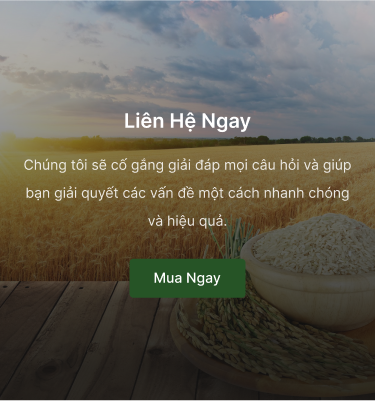 Liên Hệ Ngay
Chúng tôi sẽ cố gắng giải đáp mọi câu hỏi và giúp
bạn giải quyết các vấn đề một cách nhanh chóng
và hiệu quả.
Mua Ngay